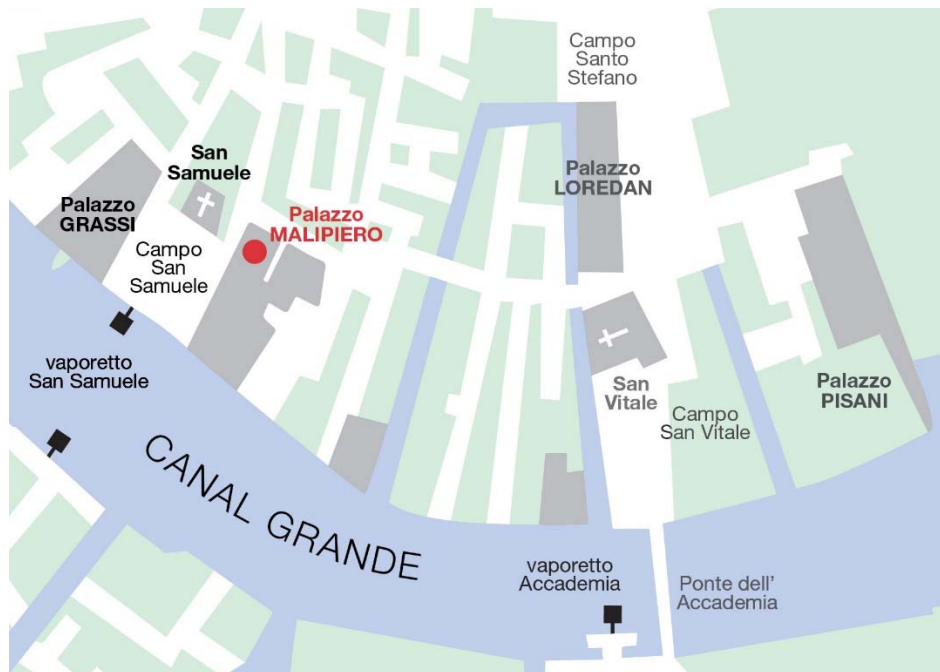 Campo
Santo
Stefano
San
Samuele
Palazzo
LOREDAN
Palazzo
GRASSI
Palazzo
MALIPIERO
Campo
San
Samuele
vaporetto
San Samuele
San
Vitale
Palazzo
PISANI
Campo
San Vitale
CANAL GRANDE
vaporetto
Accademia
Ponte dell'
Accademia